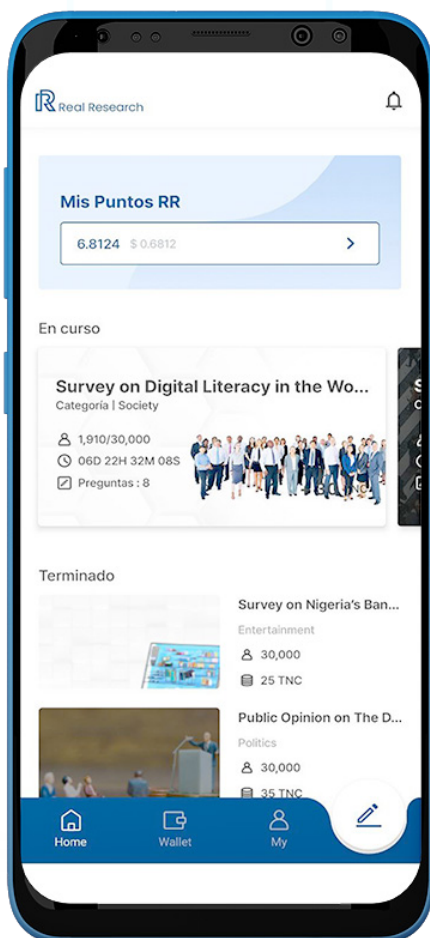 Real Research
Mis Puntos RR
6.8124 $ 0.6812
En curso
Survey on Digital Literacy in the Wo...
Categoría | Society
1,910/30,000
06D 22H 32M 08S
Preguntas : 8
Terminado
Survey on Nigeria's Ban...
Entertainment
30,000
25 TNC
Public Opinion on The D...
Politics
30,000
35 TNC
Home Wallet My